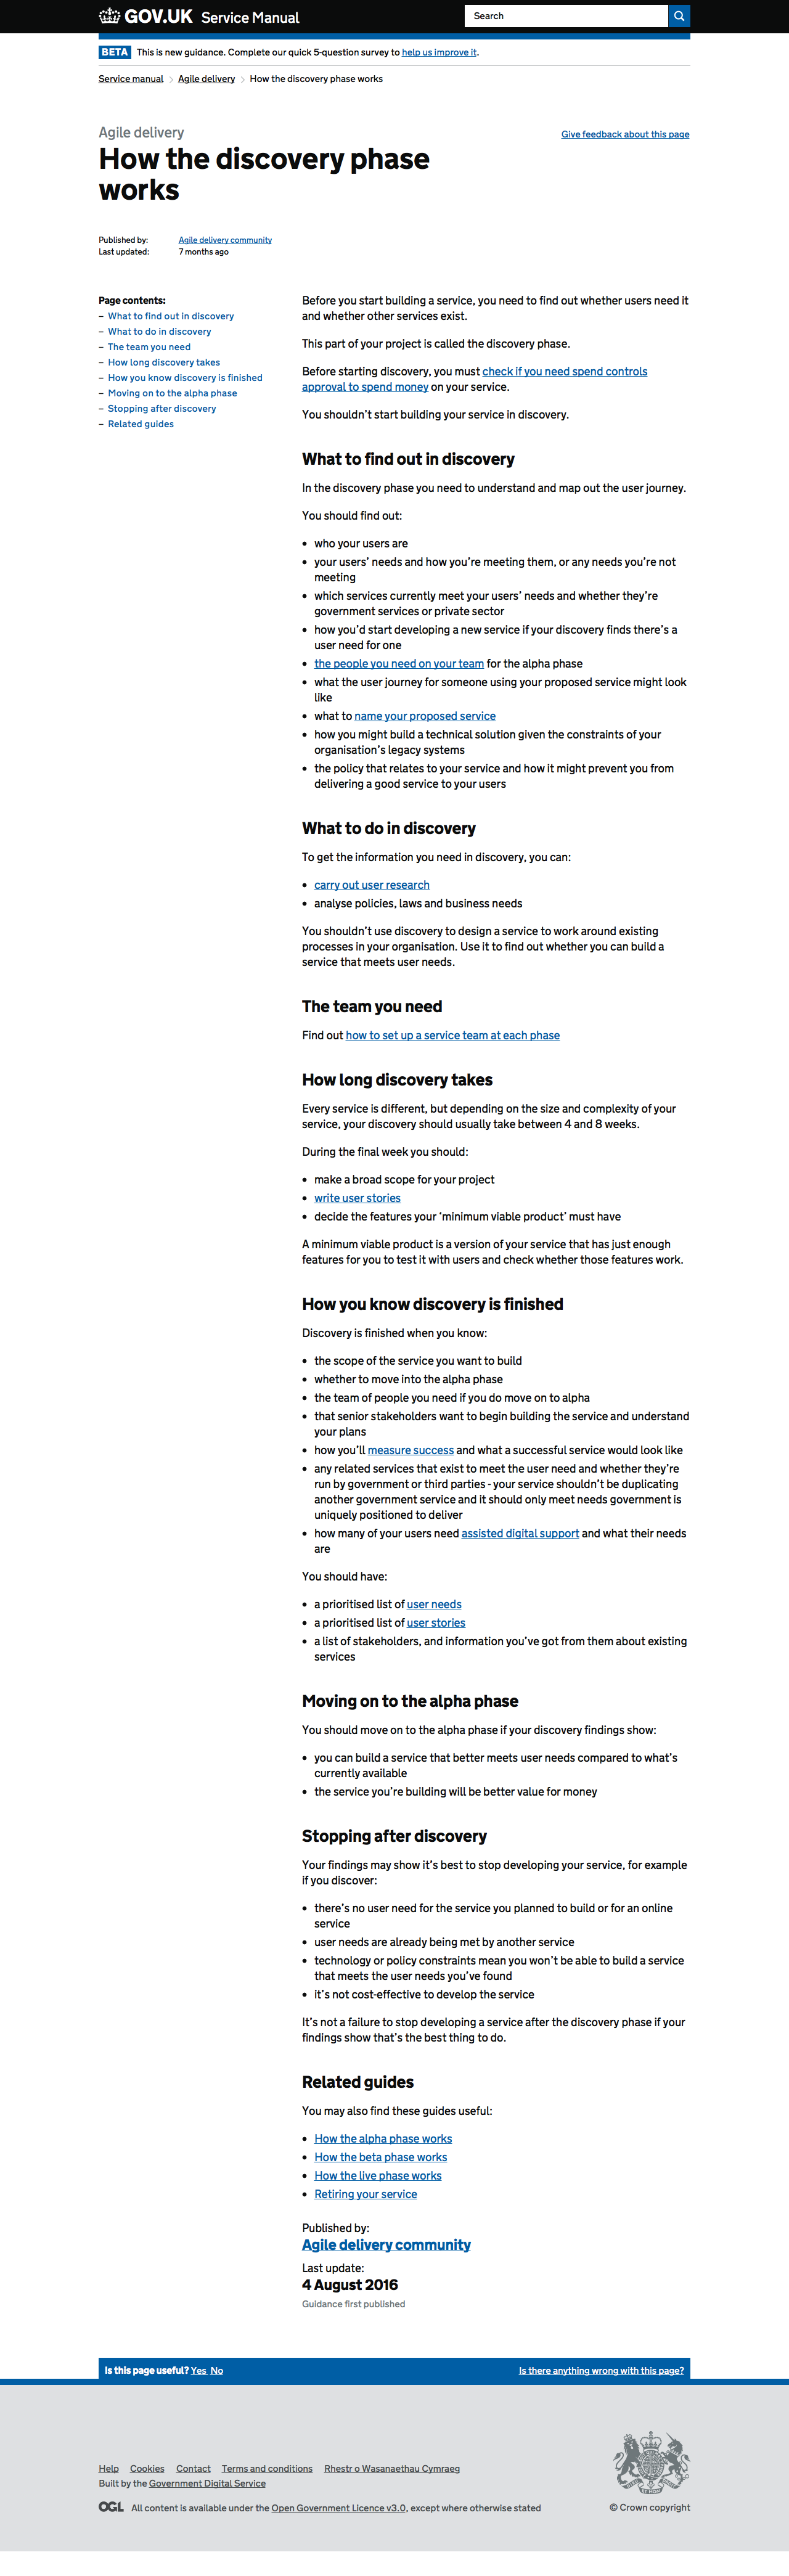 GOV.UK Service Manual
Search
BETA This is new guidance. Complete our quick 5-question survey to help us improve it.
Service manual
Agile delivery
How the discovery phase works
Agile delivery
Give feedback about this page
How the discovery phase
works
Published by: Agile delivery community
Last updated: 7 months ago
Page contents:
– What to find out in discovery
– What to do in discovery
– The team you need
– How long discovery takes
– How you know discovery is finished
– Moving on to the alpha phase
– Stopping after discovery
– Related guides
Before you start building a service, you need to find out whether users need it
and whether other services exist.
This part of your project is called the discovery phase.
Before starting discovery, you must check if you need spend controls
approval to spend money on your service.
You shouldn’t start building your service in discovery.
What to find out in discovery
In the discovery phase you need to understand and map out the user journey.
You should find out:
• who your users are
• your users’ needs and how you’re meeting them, or any needs you’re not
meeting
• which services currently meet your users’ needs and whether they’re
government services or private sector
• how you’d start developing a new service if your discovery finds there’s a
user need for one
• the people you need on your team for the alpha phase
• what the user journey for someone using your proposed service might look
like
• what to name your proposed service
• how you might build a technical solution given the constraints of your
organisation’s legacy systems
• the policy that relates to your service and how it might prevent you from
delivering a good service to your users
What to do in discovery
To get the information you need in discovery, you can:
• carry out user research
• analyse policies, laws and business needs
You shouldn’t use discovery to design a service to work around existing
processes in your organisation. Use it to find out whether you can build a
service that meets user needs.
The team you need
Find out how to set up a service team at each phase
How long discovery takes
Every service is different, but depending on the size and complexity of your
service, your discovery should usually take between 4 and 8 weeks.
During the final week you should:
• make a broad scope for your project
• write user stories
• decide the features your ‘minimum viable product’ must have
A minimum viable product is a version of your service that has just enough
features for you to test it with users and check whether those features work.
How you know discovery is finished
Discovery is finished when you know:
• the scope of the service you want to build
• whether to move into the alpha phase
• the team of people you need if you do move on to alpha
• that senior stakeholders want to begin building the service and understand
your plans
• how you’ll measure success and what a successful service would look like
• any related services that exist to meet the user need and whether they’re
run by government or third parties - your service shouldn’t be duplicating
another government service and it should only meet needs government is
uniquely positioned to deliver
• how many of your users need assisted digital support and what their needs
are
You should have:
• a prioritised list of user needs
• a prioritised list of user stories
• a list of stakeholders, and information you’ve got from them about existing
services
Moving on to the alpha phase
You should move on to the alpha phase if your discovery findings show:
• you can build a service that better meets user needs compared to what’s
currently available
• the service you’re building will be better value for money
Stopping after discovery
Your findings may show it’s best to stop developing your service, for example
if you discover:
• there’s no user need for the service you planned to build or for an online
service
• user needs are already being met by another service
• technology or policy constraints mean you won’t be able to build a service
that meets the user needs you’ve found
• it’s not cost-effective to develop the service
It’s not a failure to stop developing a service after the discovery phase if your
findings show that’s the best thing to do.
Related guides
You may also find these guides useful:
• How the alpha phase works
• How the beta phase works
• How the live phase works
• Retiring your service
Published by:
Agile delivery community
Last update:
4 August 2016
Guidance first published
Is this page useful? Yes No
Is there anything wrong with this page?
Help Cookies Contact Terms and conditions Rhestr o Wasanaethau Cymraeg
Built by the Government Digital Service
OGL All content is available under the Open Government Licence v3.0, except where otherwise stated
© Crown copyright